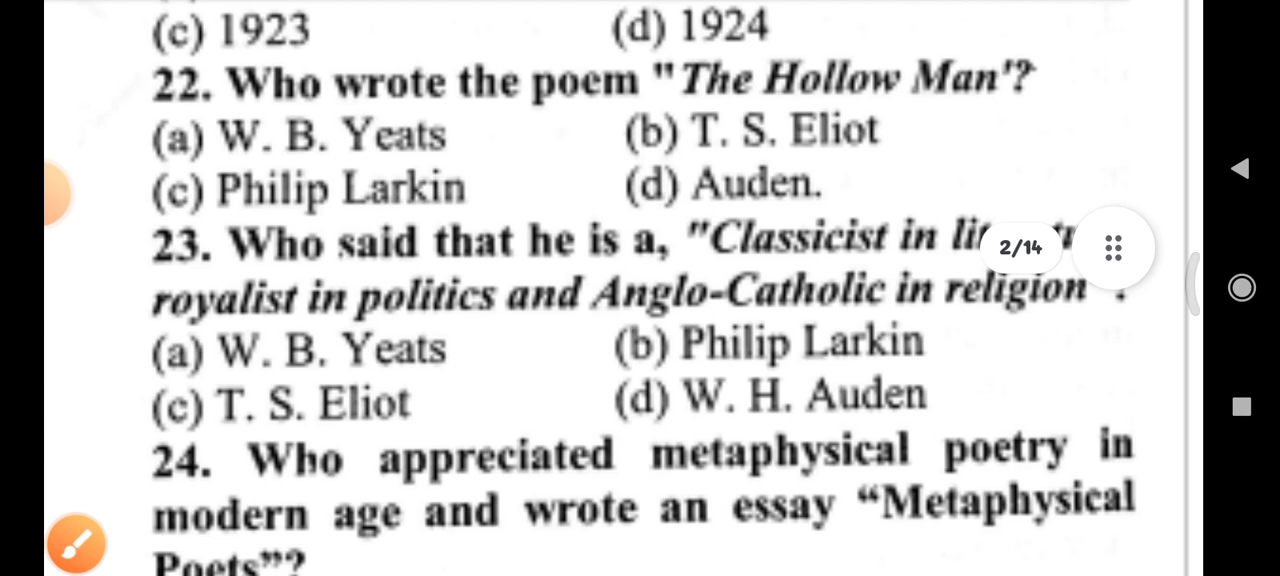 (c) 1923 (d) 1924
22. Who wrote the poem "The Hollow Man'?
(a) W. B. Yeats (b) T. S. Eliot
(c) Philip Larkin (d) Auden.
23. Who said that he is a, "Classicist in
2/14
royalist in politics and Anglo-Catholic in religion
(a) W. B. Yeats (b) Philip Larkin
(c) T. S. Eliot (d) W. H. Auden
24. Who appreciated metaphysical poetry in
modern age and wrote an essay “Metaphysical
Poets”?